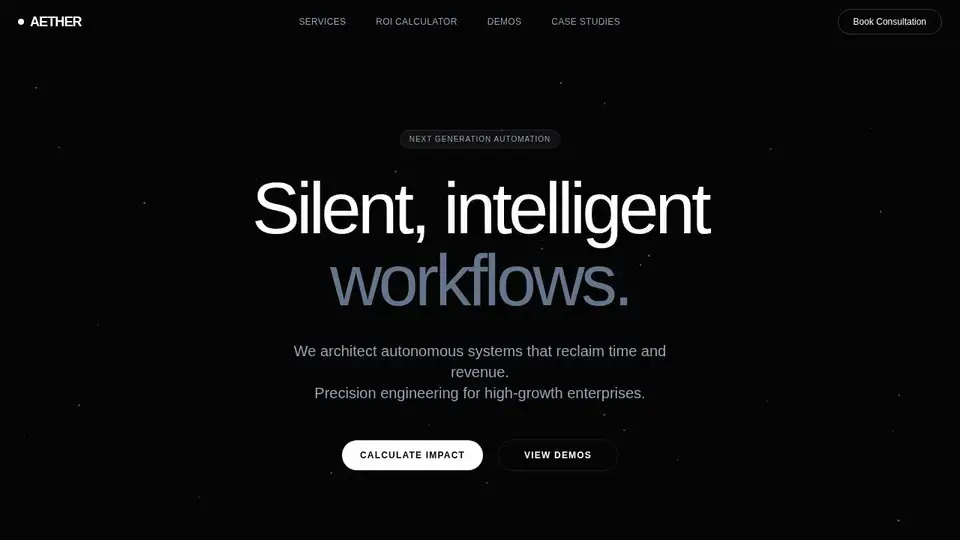 AETHER
SERVICES
ROI CALCULATOR
DEMOS
CASE STUDIES
Book Consultation
NEXT GENERATION AUTOMATION
Silent, intelligent
workflows.
We architect autonomous systems that reclaim time and
revenue.
Precision engineering for high-growth enterprises.
CALCULATE IMPACT
VIEW DEMOS